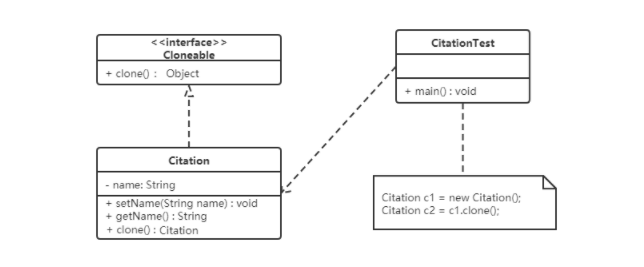 <<interface>>
Cloneable
+ clone() : Object
Citation
- name: String
+ setName(String name) : void
+ getName() : String
+ clone() : Citation
CitationTest
+ main() : void
Citation c1 = new Citation();
Citation c2 = c1.clone();